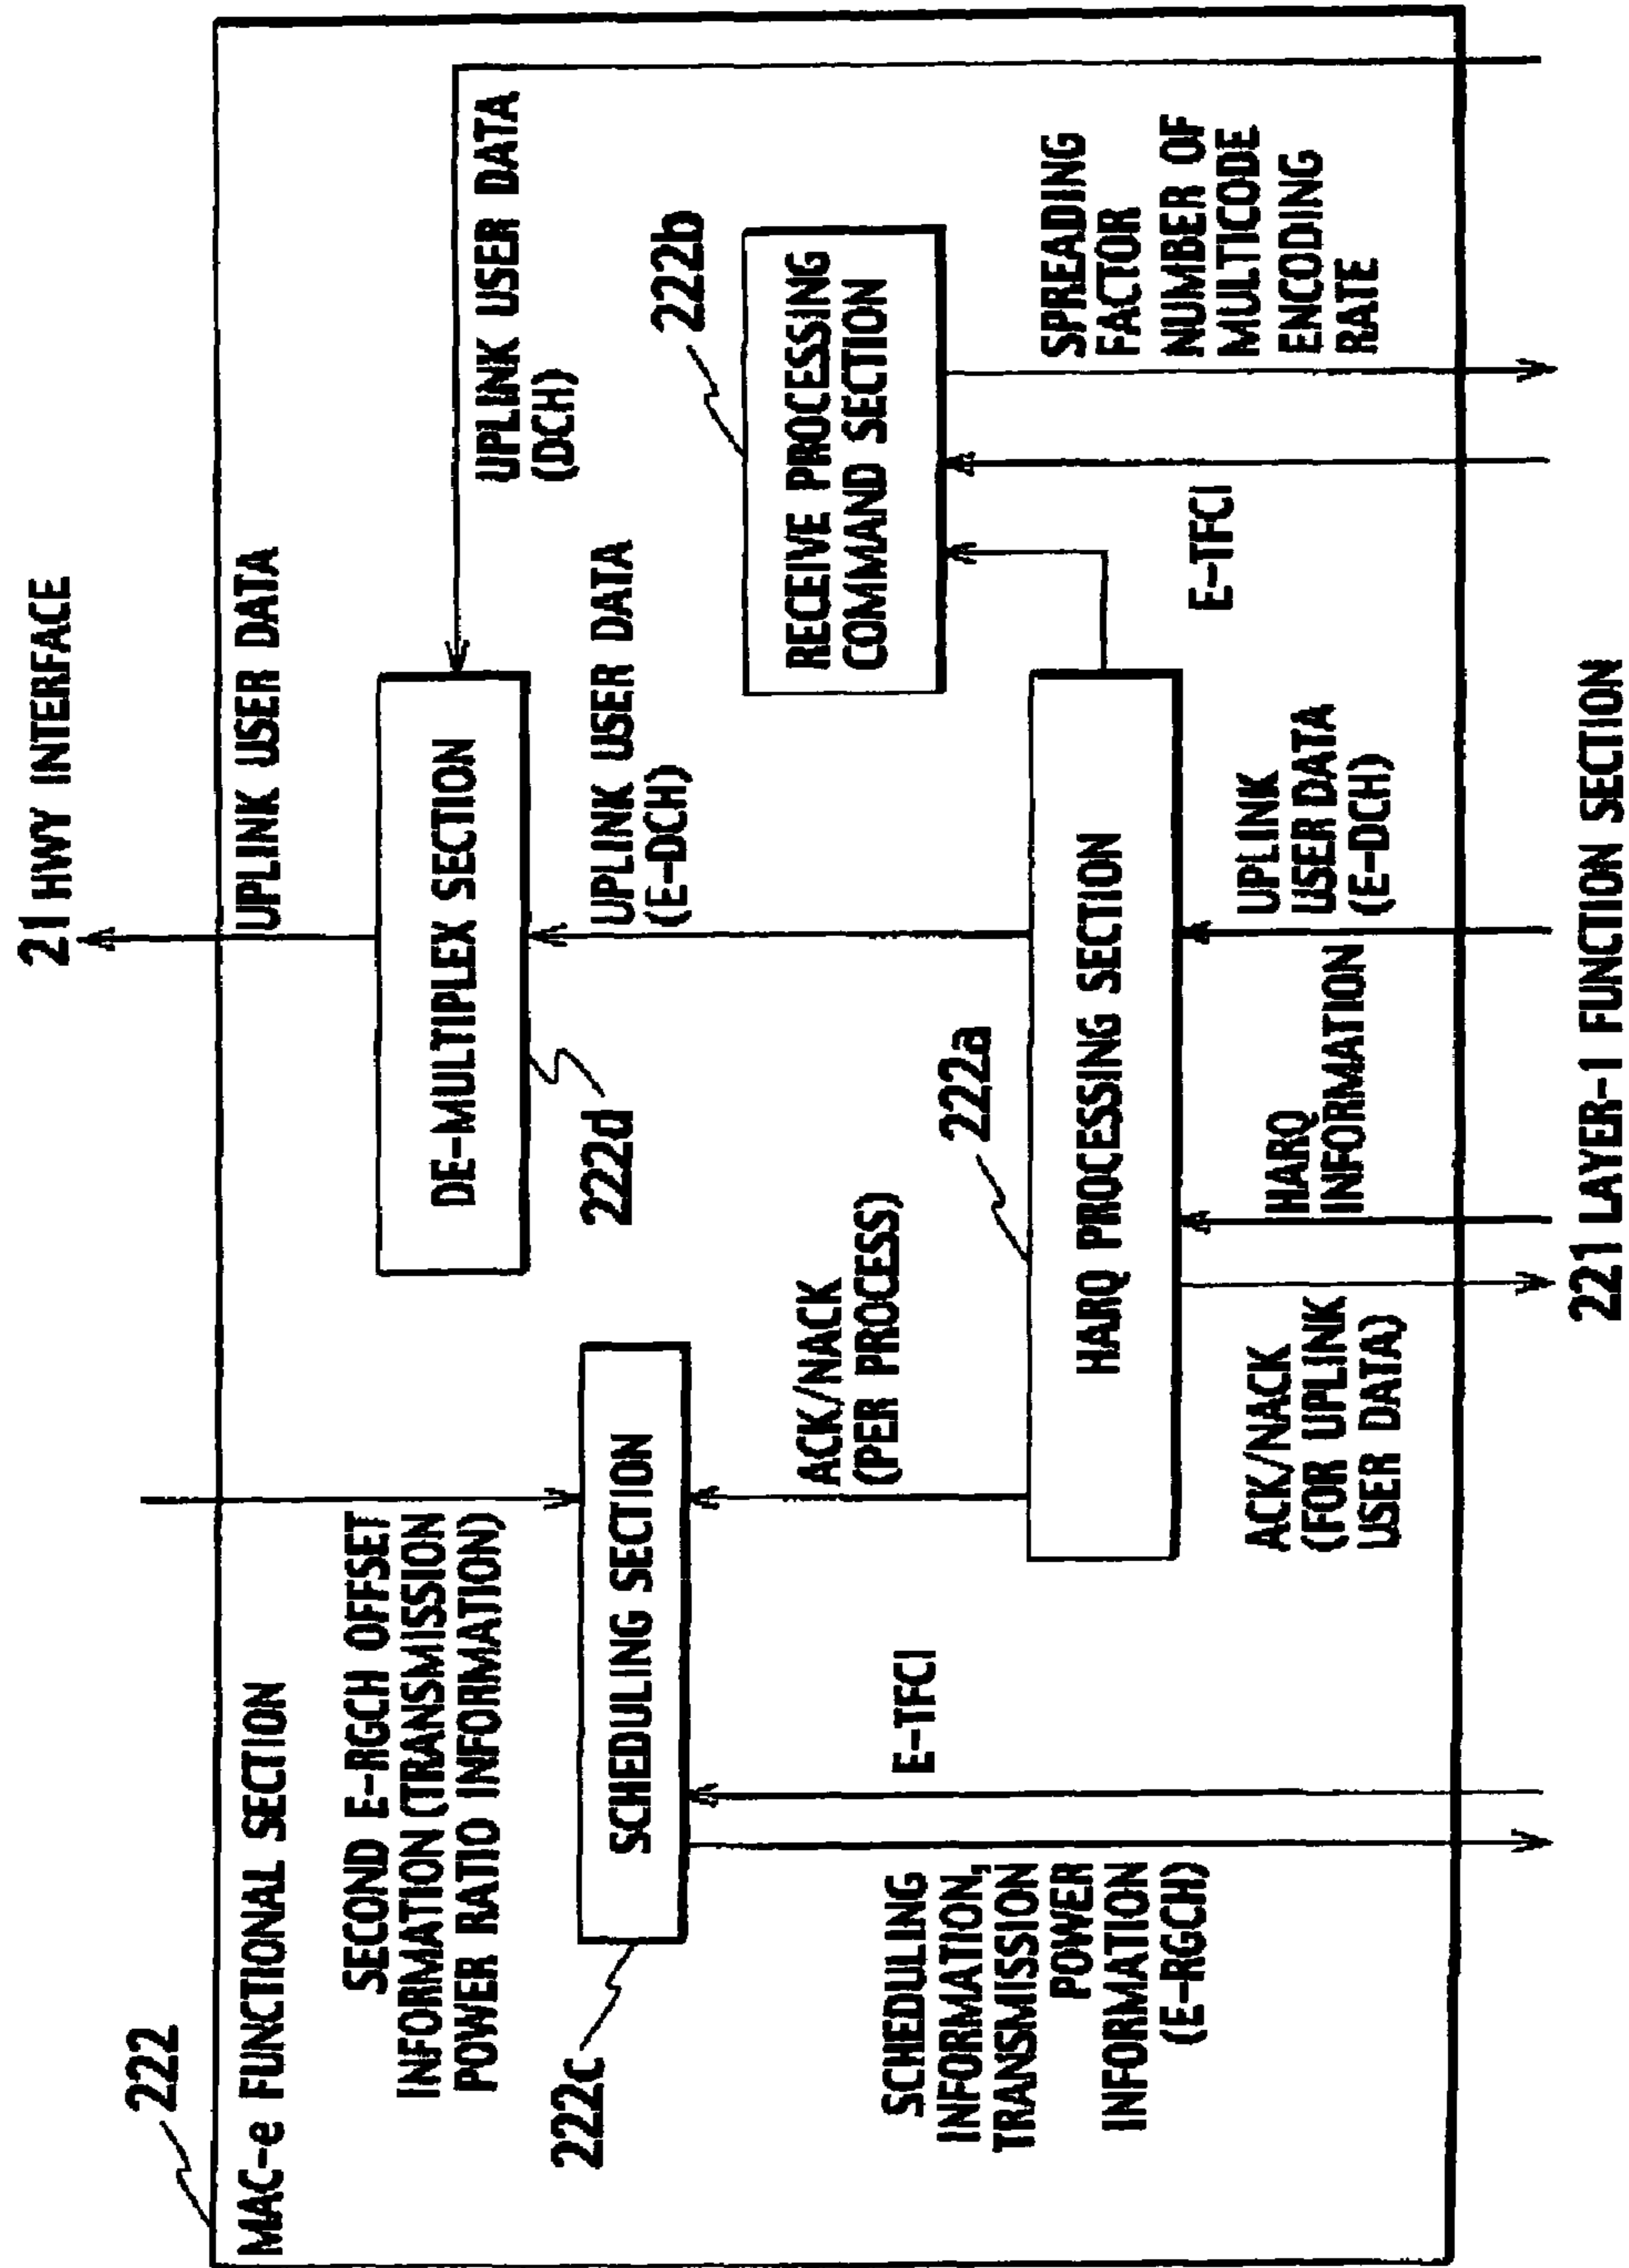 21 HWY INTERFACE
222
MAC-e FUNCTIONAL SECTION
UPLINK USER DATA
SECOND E-RGCH OFFSET
INFORMATION(TRANSMISSION
POWER RATIO INFORMATION)
DE-MULTIPLEX SECTION
222d
UPLINK USER DATA
(DCH)
UPLINK USER DATA
(E-DCH)
222c
SCHEDULING SECTION
222b
RECEIVE PROCESSING
COMMAND SECTION
ACK/NACK
(PER PROCESS)
222a
HARQ PROCESSING SECTION
E-TFCI
SCHEDULING
INFORMATION,
TRANSMISSION
POWER
INFORMATION
(E-RGCH)
ACK/NACK
(FOR UPLINK
USER DATA)
HARQ
INFORMATION
UPLINK
USER DATA
(E-DCH)
E-TFCI
SPREADING
FACTOR
NUMBER OF
MULTICODE
ENCODING
RATE
221 LAYER-1 FUNCTION SECTION